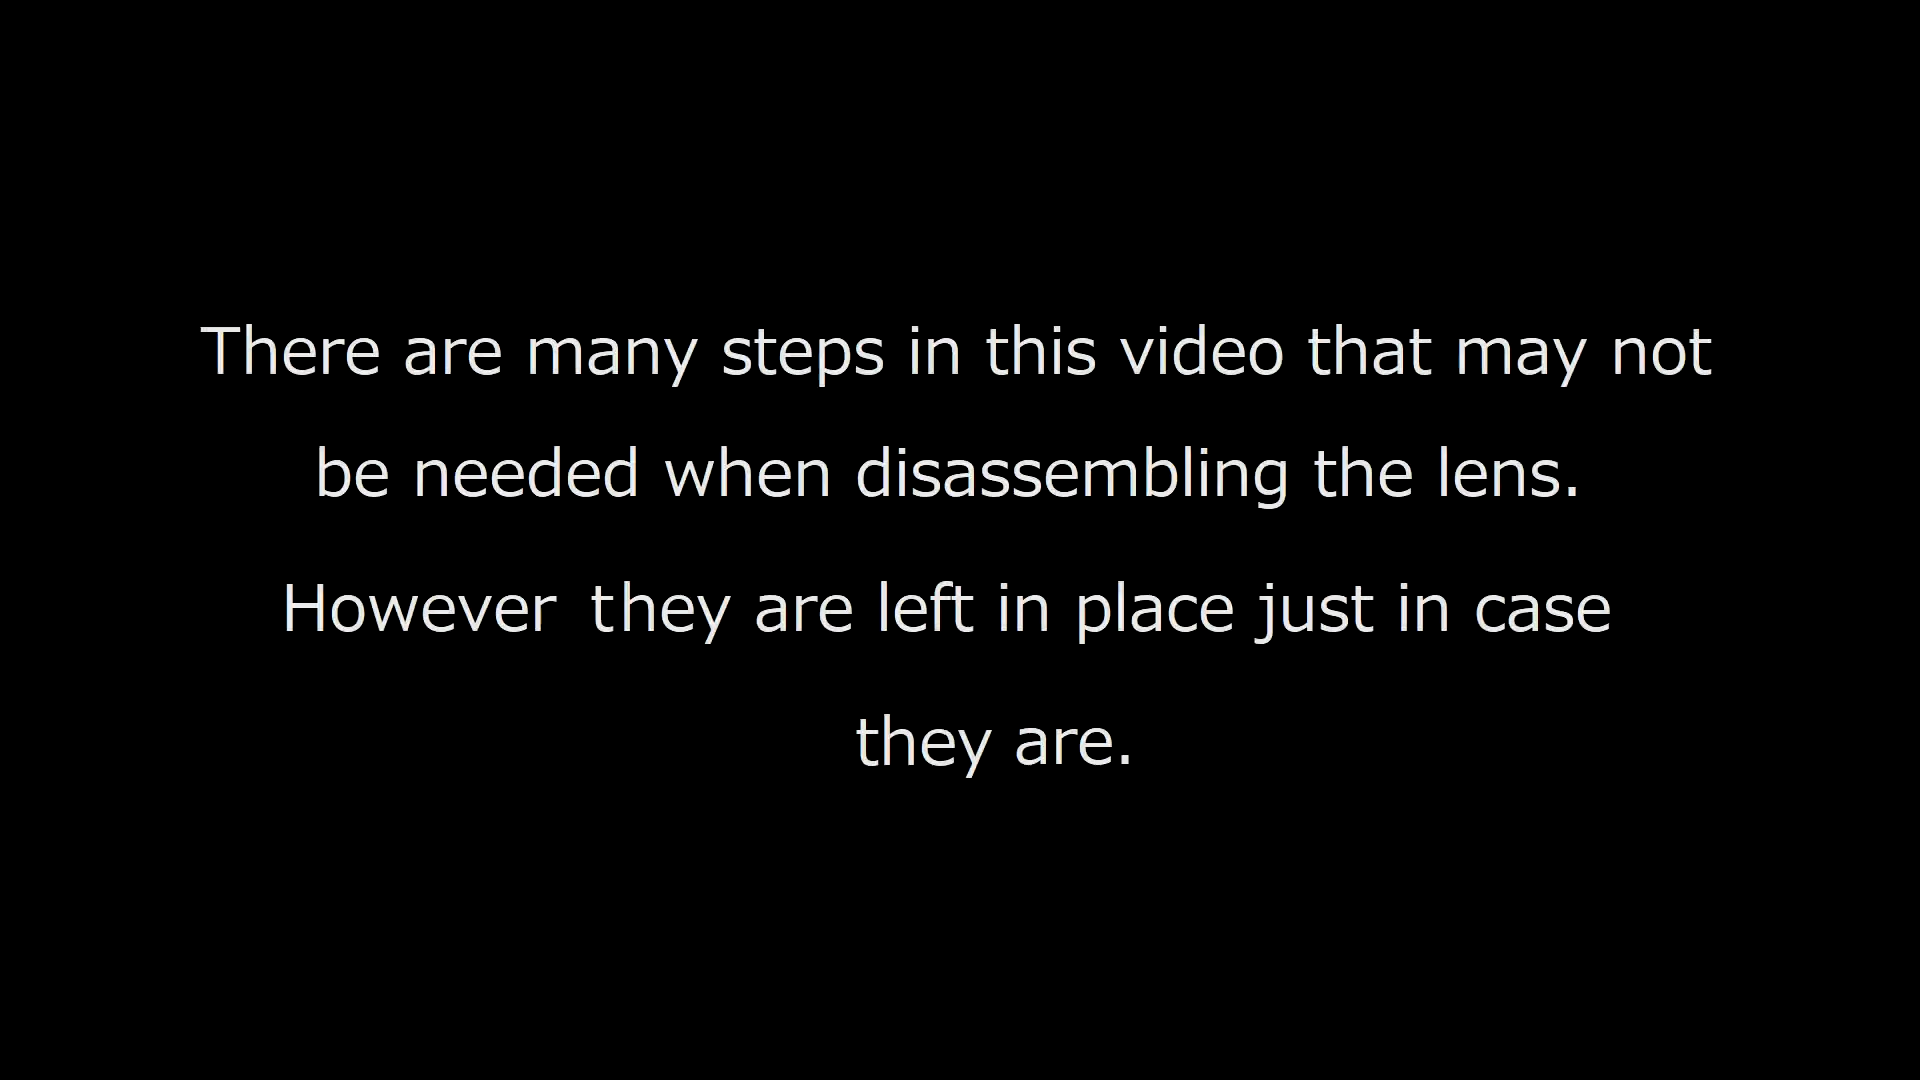 There are many steps in this video that may not
be needed when disassembling the lens.
However they are left in place just in case
they are.